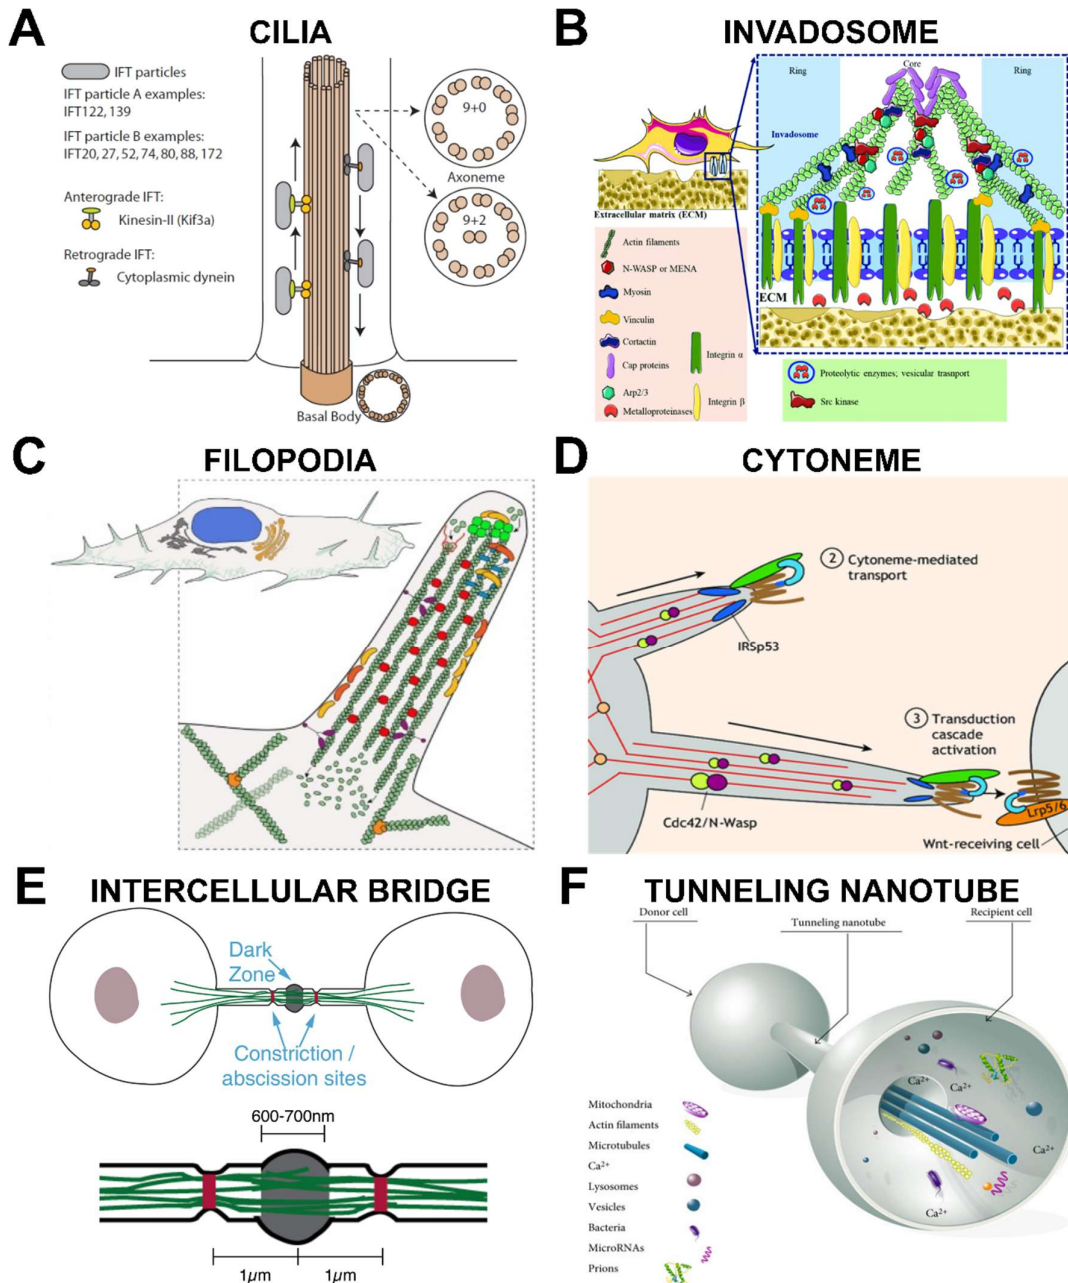 A
CILIA
IFT particles
IFT particle A examples:
IFT122, 139
IFT particle B examples:
IFT20, 27, 52, 74, 80, 88, 172
Anterograde IFT:
Kinesin-II (Kif3a)
Retrograde IFT:
Cytoplasmic dynein
9+0
Axoneme
9+2
Basal Body
B
INVADOSOME
Ring
Core
Ring
Invadosome
Extracellular matrix (ECM)
ECM
Actin filaments
N-WASP or MENA
Myosin
Vinculin
Cortactin
Cap proteins
Arp2/3
Metalloproteinases
Integrin α
Integrin β
Proteolytic enzymes; vesicular trasnport
Src kinase
C
FILOPODIA
D
CYTONEME
2
Cytoneme-mediated
transport
IRSp53
3
Transduction
cascade
activation
Cdc42/N-Wasp
Lrp5/6
Wnt-receiving cell
E
INTERCELLULAR BRIDGE
Dark
Zone
Constriction /
abscission sites
600-700nm
1µm
1µm
F
TUNNELING NANOTUBE
Donor cell
Tunneling nanotube
Recipient cell
Ca²⁺
Ca²⁺
Ca²⁺
Ca²⁺
Mitochondria
Actin filaments
Microtubules
Ca²⁺
Lysosomes
Vesicles
Bacteria
MicroRNAs
Prions